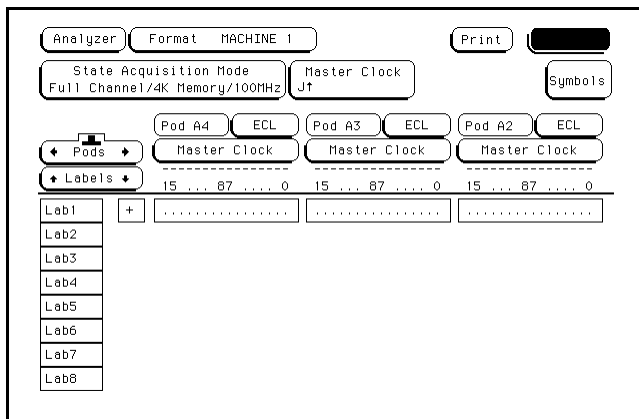 Analyzer Format MACHINE 1 Print
State Acquisition Mode Master Clock
Full Channel/4K Memory/100MHz J↑ Symbols
Pod A4 ECL Pod A3 ECL Pod A2 ECL
← Pods → Master Clock Master Clock Master Clock
↑ Labels ↓ 15 ... 87 .... 0 15 ... 87 .... 0 15 ... 87 .... 0
Lab1 + ................ ................ ................
Lab2
Lab3
Lab4
Lab5
Lab6
Lab7
Lab8